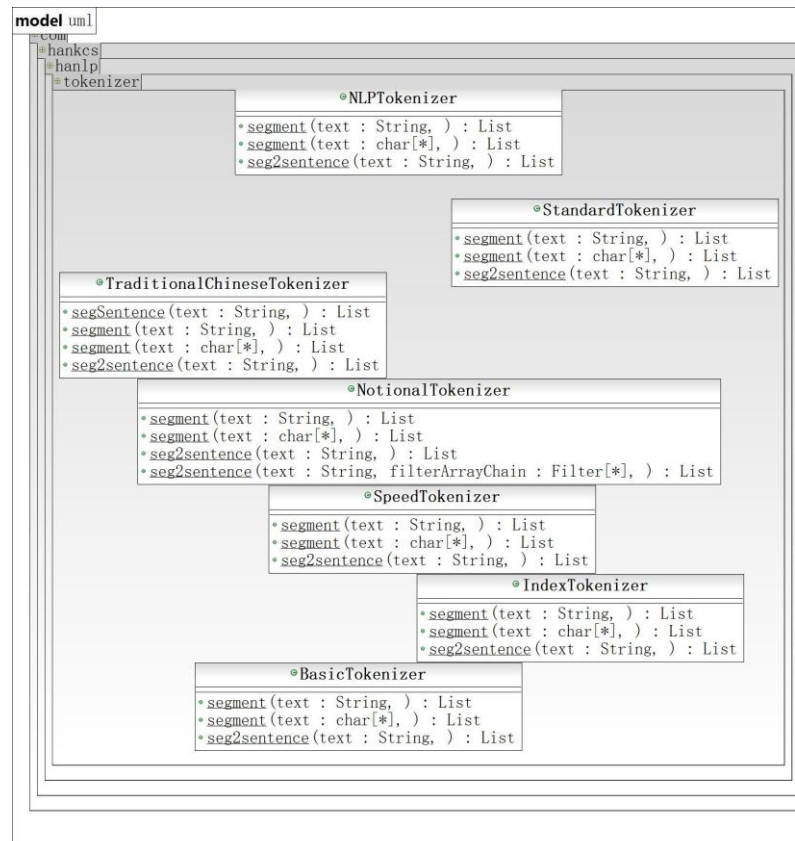 model uml
com
hankcs
hanlp
tokenizer
NLPTokenizer
segment(text : String, ) : List
segment(text : char[*], ) : List
seg2sentence(text : String, ) : List
StandardTokenizer
segment(text : String, ) : List
segment(text : char[*], ) : List
seg2sentence(text : String, ) : List
TraditionalChineseTokenizer
segSentence(text : String, ) : List
segment(text : String, ) : List
segment(text : char[*], ) : List
seg2sentence(text : String, ) : List
NotionalTokenizer
segment(text : String, ) : List
segment(text : char[*], ) : List
seg2sentence(text : String, ) : List
seg2sentence(text : String, filterArrayChain : Filter[*], ) : List
SpeedTokenizer
segment(text : String, ) : List
segment(text : char[*], ) : List
seg2sentence(text : String, ) : List
IndexTokenizer
segment(text : String, ) : List
segment(text : char[*], ) : List
seg2sentence(text : String, ) : List
BasicTokenizer
segment(text : String, ) : List
segment(text : char[*], ) : List
seg2sentence(text : String, ) : List